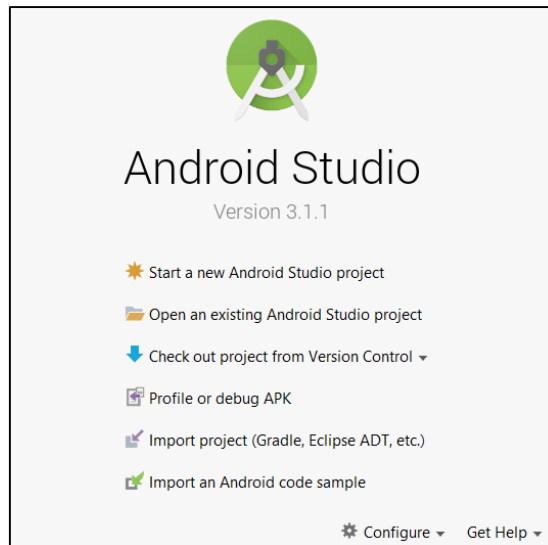 Android Studio
Version 3.1.1
Start a new Android Studio project
Open an existing Android Studio project
Check out project from Version Control
Profile or debug APK
Import project (Gradle, Eclipse ADT, etc.)
Import an Android code sample
Configure Get Help